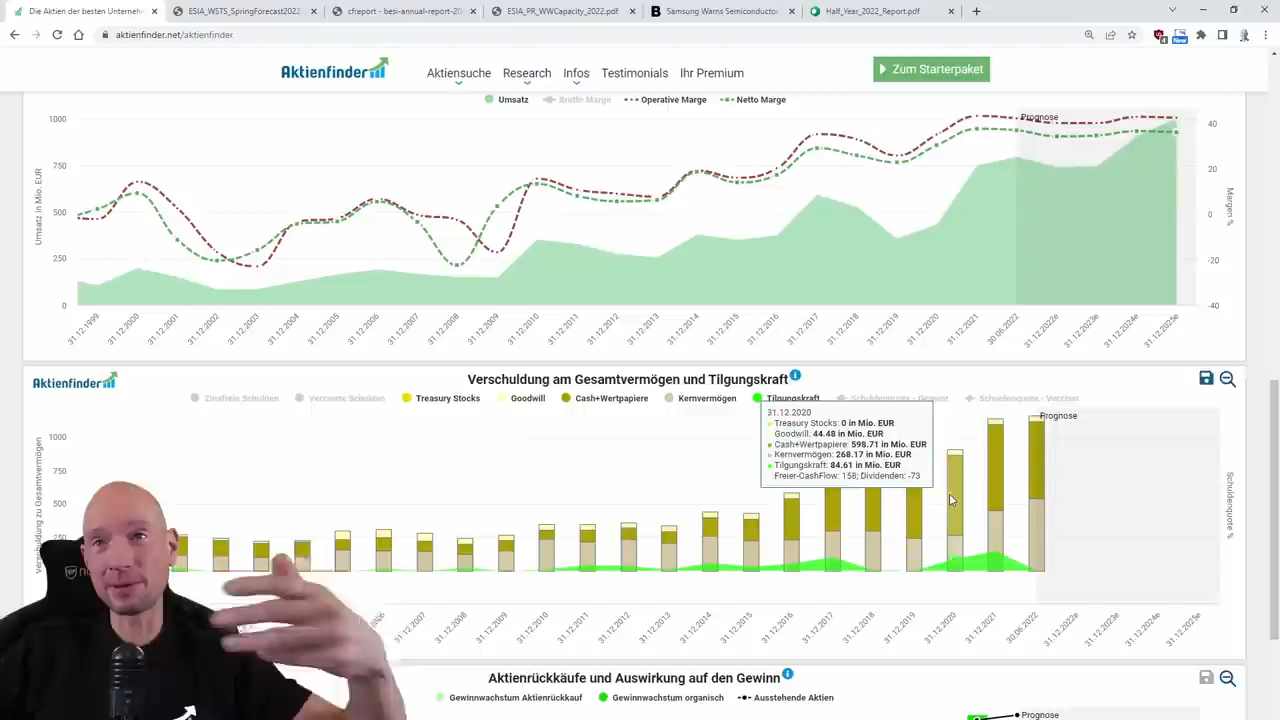 Die Aktien der besten Unterneh
ESIA_WSTS_SpringForecast2022
cfreport - besi-annual-report-20
ESIA_PR_WWCapacity_2022.pdf
Samsung Warns Semiconductor
Half_Year_2022_Report.pdf
aktienfinder.net/aktienfinder
New
Aktienfinder
Aktiensuche
Research
Infos
Testimonials
Ihr Premium
Zum Starterpaket
Umsatz
Brutto Marge
Operative Marge
Netto Marge
Umsatz in Mio. EUR
1000
750
500
250
0
Prognose
40
20
0
-20
-40
Margen %
31.12.1999
31.12.2000
31.12.2001
31.12.2002
31.12.2003
31.12.2004
31.12.2005
31.12.2006
31.12.2007
31.12.2008
31.12.2009
31.12.2010
31.12.2011
31.12.2012
31.12.2013
31.12.2014
31.12.2015
31.12.2016
31.12.2017
31.12.2018
31.12.2019
31.12.2020
31.12.2021
30.06.2022
31.12.2022e
31.12.2023e
31.12.2024e
31.12.2025e
Aktienfinder
Verschuldung am Gesamtvermögen und Tilgungskraft
Zinsfreie Schulden
Verzinste Schulden
Treasury Stocks
Goodwill
Cash+Wertpapiere
Kernvermögen
Tilgungskraft
Schuldenquote - Gesamt
Schuldenquote - Verzinst
31.12.2020
Treasury Stocks: 0 in Mio. EUR
Goodwill: 44.48 in Mio. EUR
Cash+Wertpapiere: 598.71 in Mio. EUR
Kernvermögen: 268.17 in Mio. EUR
Tilgungskraft: 84.61 in Mio. EUR
Freier-CashFlow: 158; Dividenden: -73
Prognose
Verschuldung zu Gesamtvermögen
1000
750
500
250
Schuldenquote %
31.12.2007
31.12.2008
31.12.2009
31.12.2010
31.12.2011
31.12.2012
31.12.2013
31.12.2014
31.12.2015
31.12.2016
31.12.2017
31.12.2018
31.12.2019
31.12.2020
31.12.2021
30.06.2022
31.12.2022e
31.12.2023e
31.12.2024e
31.12.2025e
Aktienrückkäufe und Auswirkung auf den Gewinn
Gewinnwachstum Aktienrückkauf
Gewinnwachstum organisch
Ausstehende Aktien
Prognose